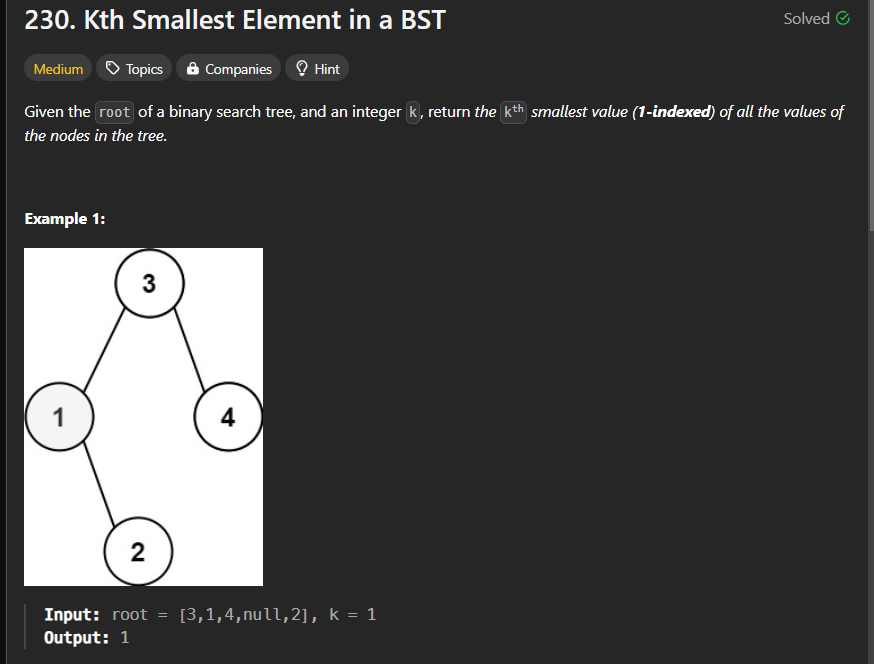 230. Kth Smallest Element in a BST
Solved
Medium Topics Companies Hint
Given the root of a binary search tree, and an integer k, return the kth smallest value (1-indexed) of all the values of
the nodes in the tree.
Example 1:
3
1
4
2
Input: root = [3,1,4,null,2], k = 1
Output: 1